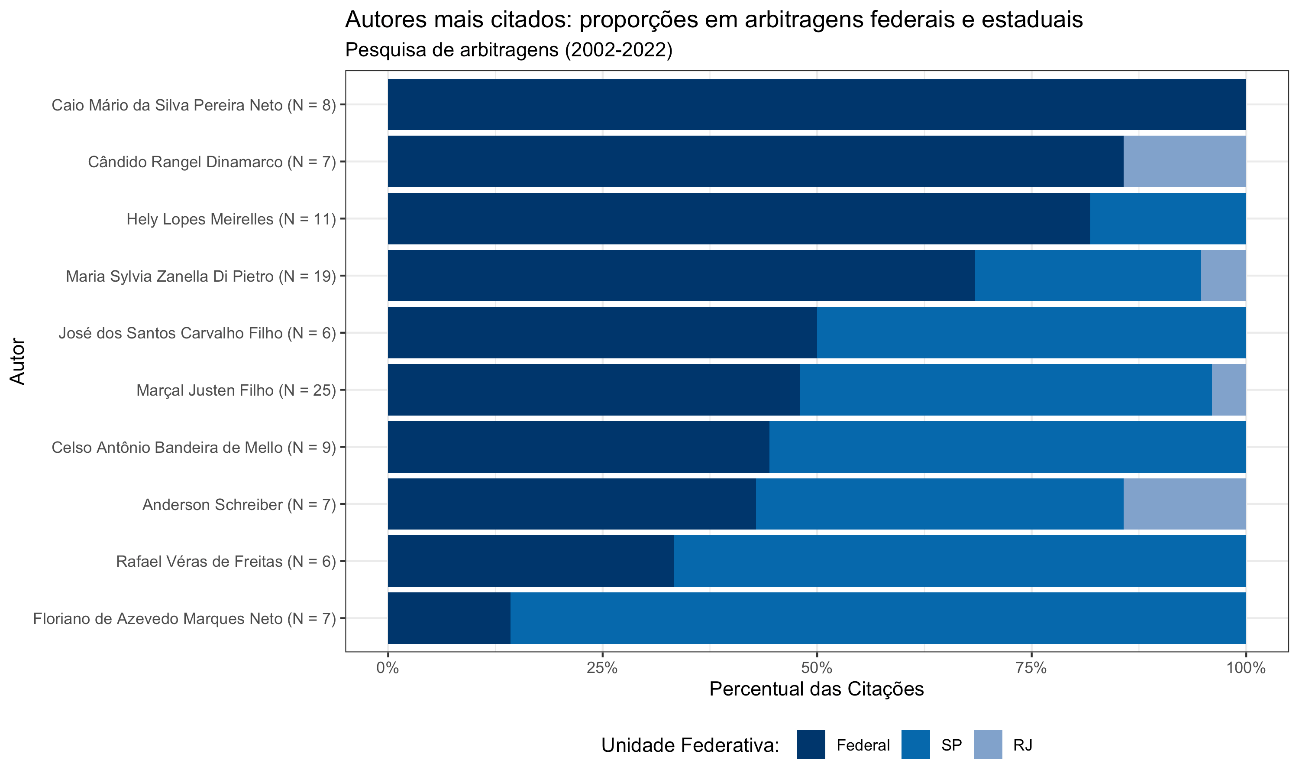 Autores mais citados: proporções em arbitragens federais e estaduais
Pesquisa de arbitragens (2002-2022)
Autor
Caio Mário da Silva Pereira Neto (N = 8)
Cândido Rangel Dinamarco (N = 7)
Hely Lopes Meirelles (N = 11)
Maria Sylvia Zanella Di Pietro (N = 19)
José dos Santos Carvalho Filho (N = 6)
Marçal Justen Filho (N = 25)
Celso Antônio Bandeira de Mello (N = 9)
Anderson Schreiber (N = 7)
Rafael Véras de Freitas (N = 6)
Floriano de Azevedo Marques Neto (N = 7)
0% 25% 50% 75% 100%
Percentual das Citações
Unidade Federativa: Federal SP RJ